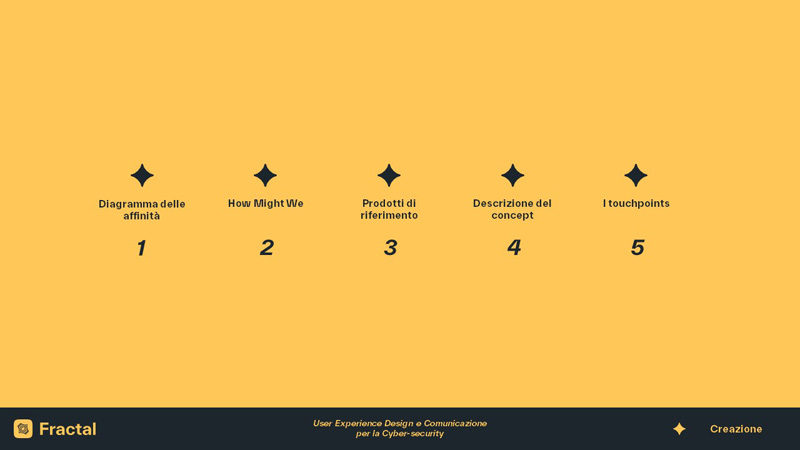 Diagramma delle
affinità
1
How Might We
2
Prodotti di
riferimento
3
Descrizione del
concept
4
I touchpoints
5
Fractal
User Experience Design e Comunicazione
per la Cyber-security
Creazione